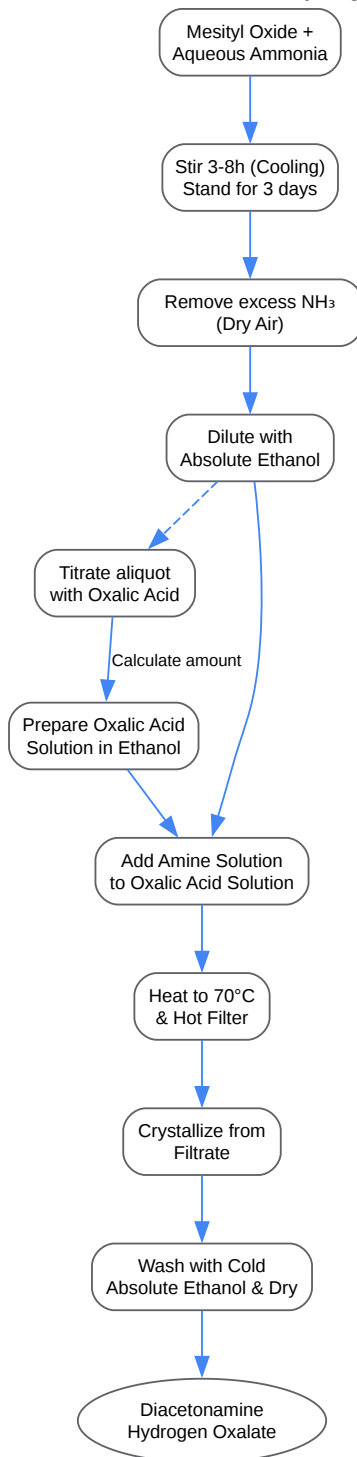 Mesityl Oxide +
Aqueous Ammonia
Stir 3-8h (Cooling)
Stand for 3 days
Remove excess NH₃
(Dry Air)
Dilute with
Absolute Ethanol
Titrate aliquot
with Oxalic Acid
Calculate amount
Prepare Oxalic Acid
Solution in Ethanol
Add Amine Solution
to Oxalic Acid Solution
Heat to 70°C
& Hot Filter
Crystallize from
Filtrate
Wash with Cold
Absolute Ethanol & Dry
Diacetonamine
Hydrogen Oxalate